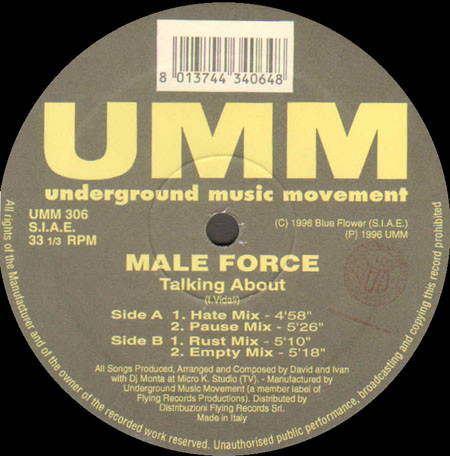 8 013744 340648
UMM
underground music movement
UMM 306
S.I.A.E.
33 1/3 RPM
(C) 1996 Blue Flower (S.I.A.E.)
(P) 1996 UMM
MALE FORCE
Talking About
(I.Vidali)
Side A 1. Hate Mix - 4'58"
2. Pause Mix - 5'26"
Side B 1. Rust Mix - 5'10"
2. Empty Mix - 5'18"
All Songs Produced, Arranged and Composed by David and Ivan
with Dj Monta at Micro K. Studio (TV). - Manufactured by
Underground Music Movement (a member label of
Flying Records Productions). Distributed by
Distribuzioni Flying Records Srl.
Made in Italy
All rights of the Manufacturer and of the owner of the recorded work reserved. Unauthorised public performance, broadcasting and copying this record prohibited